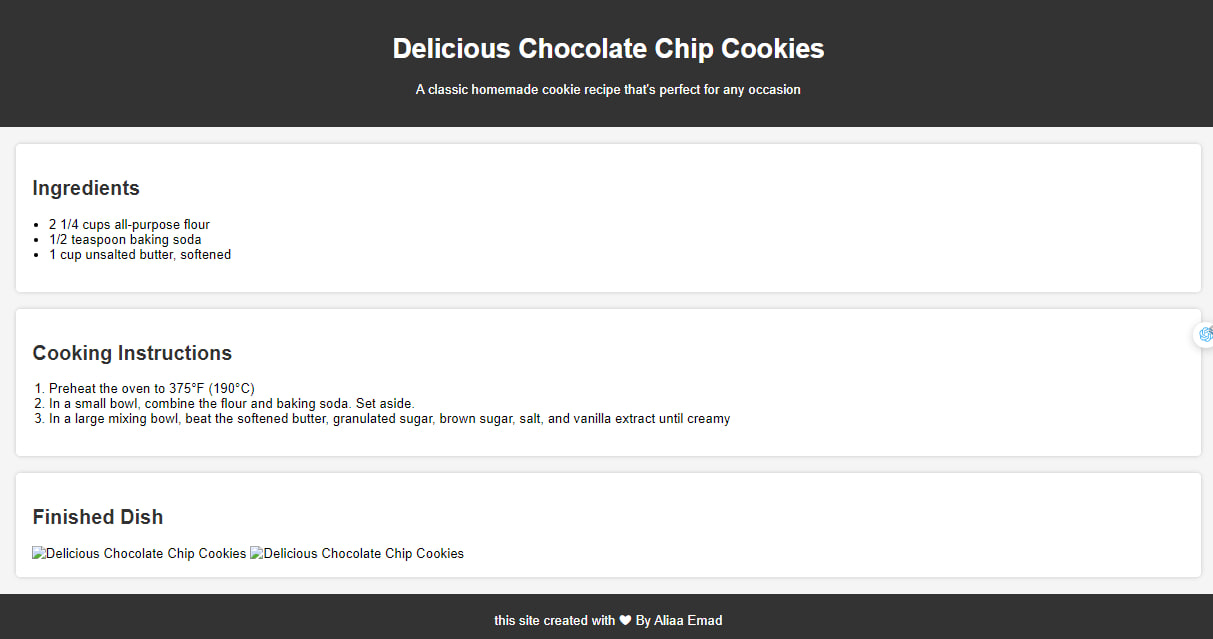 Delicious Chocolate Chip Cookies
A classic homemade cookie recipe that's perfect for any occasion
Ingredients
• 2 1/4 cups all-purpose flour
• 1/2 teaspoon baking soda
• 1 cup unsalted butter, softened
Cooking Instructions
1. Preheat the oven to 375°F (190°C)
2. In a small bowl, combine the flour and baking soda. Set aside.
3. In a large mixing bowl, beat the softened butter, granulated sugar, brown sugar, salt, and vanilla extract until creamy
Finished Dish
Delicious Chocolate Chip Cookies Delicious Chocolate Chip Cookies
this site created with ❤ By Aliaa Emad